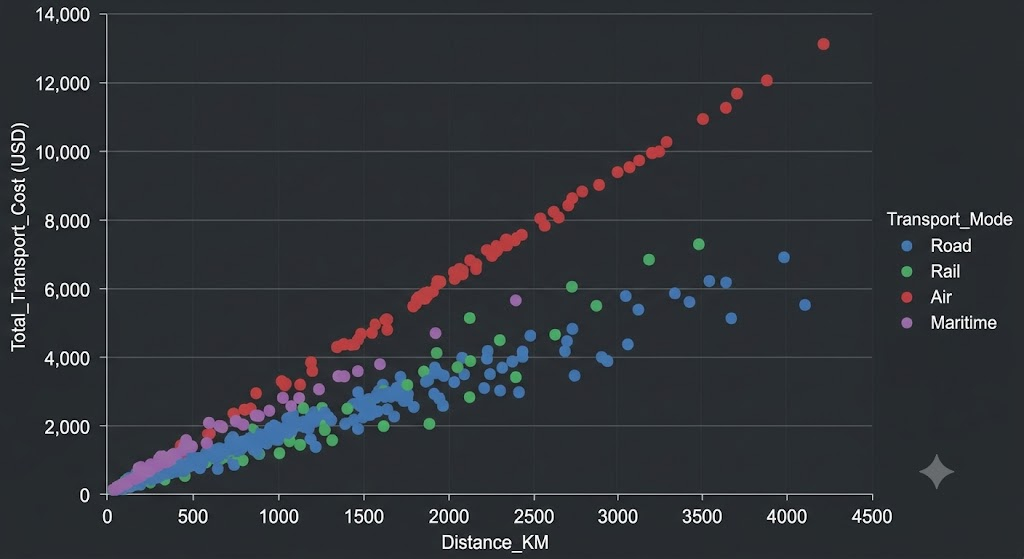 Total_Transport_Cost (USD)
14,000
12,000
10,000
8,000
6,000
4,000
2,000
0
0 500 1000 1500 2000 2500 3000 3500 4000 4500
Distance_KM
Transport_Mode
Road
Rail
Air
Maritime